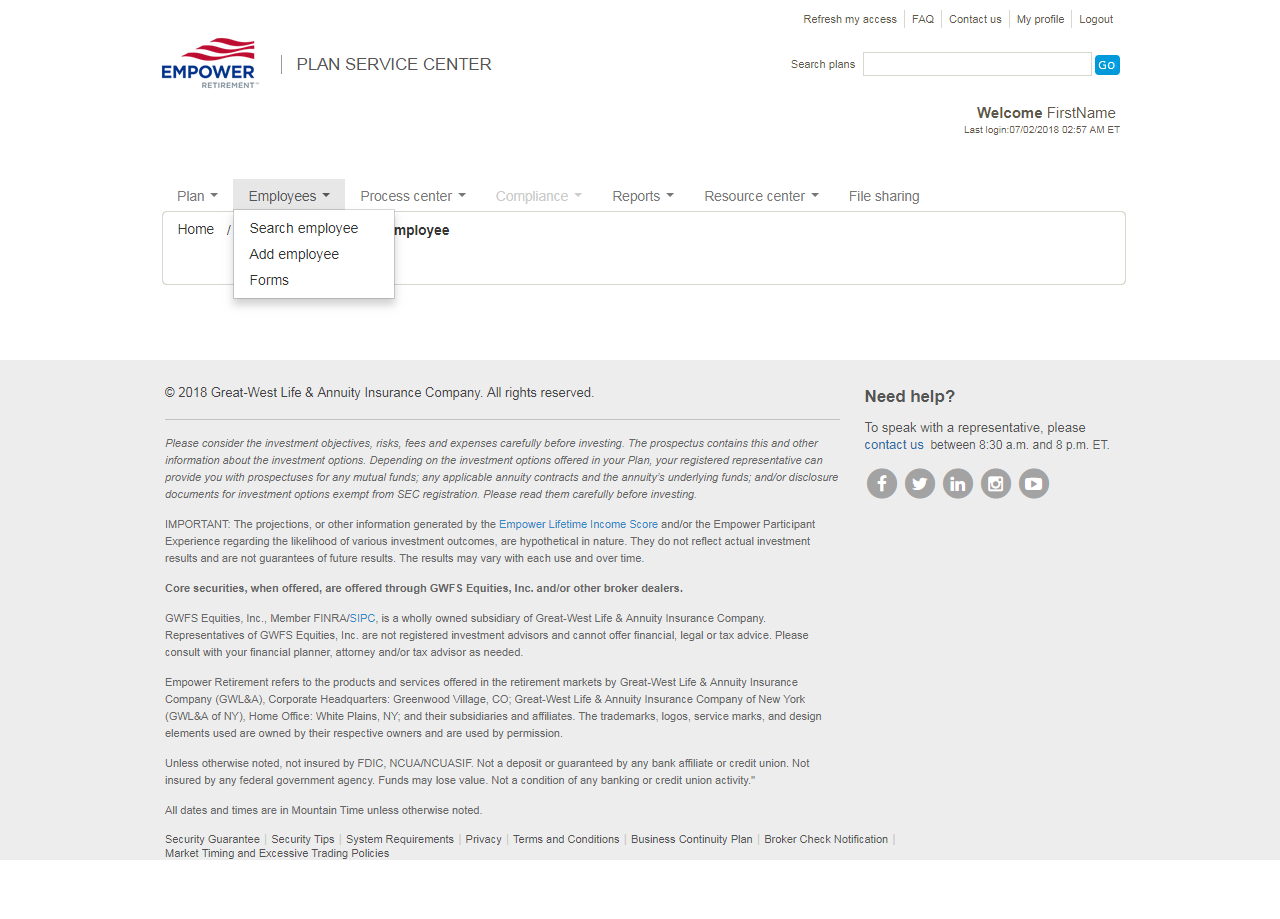 Refresh my access FAQ Contact us My profile Logout
EMPOWER
RETIREMENT™
PLAN SERVICE CENTER
Search plans Go
Welcome FirstName
Last login:07/02/2018 02:57 AM ET
Plan Employees Process center Compliance Reports Resource center File sharing
Home / mployee
Search employee
Add employee
Forms
© 2018 Great-West Life & Annuity Insurance Company. All rights reserved.
Please consider the investment objectives, risks, fees and expenses carefully before investing. The prospectus contains this and other
information about the investment options. Depending on the investment options offered in your Plan, your registered representative can
provide you with prospectuses for any mutual funds; any applicable annuity contracts and the annuity's underlying funds; and/or disclosure
documents for investment options exempt from SEC registration. Please read them carefully before investing.
IMPORTANT: The projections, or other information generated by the Empower Lifetime Income Score and/or the Empower Participant
Experience regarding the likelihood of various investment outcomes, are hypothetical in nature. They do not reflect actual investment
results and are not guarantees of future results. The results may vary with each use and over time.
Core securities, when offered, are offered through GWFS Equities, Inc. and/or other broker dealers.
GWFS Equities, Inc., Member FINRA/SIPC, is a wholly owned subsidiary of Great-West Life & Annuity Insurance Company.
Representatives of GWFS Equities, Inc. are not registered investment advisors and cannot offer financial, legal or tax advice. Please
consult with your financial planner, attorney and/or tax advisor as needed.
Empower Retirement refers to the products and services offered in the retirement markets by Great-West Life & Annuity Insurance
Company (GWL&A), Corporate Headquarters: Greenwood Village, CO; Great-West Life & Annuity Insurance Company of New York
(GWL&A of NY), Home Office: White Plains, NY; and their subsidiaries and affiliates. The trademarks, logos, service marks, and design
elements used are owned by their respective owners and are used by permission.
Unless otherwise noted, not insured by FDIC, NCUA/NCUASIF. Not a deposit or guaranteed by any bank affiliate or credit union. Not
insured by any federal government agency. Funds may lose value. Not a condition of any banking or credit union activity."
All dates and times are in Mountain Time unless otherwise noted.
Security Guarantee | Security Tips | System Requirements | Privacy | Terms and Conditions | Business Continuity Plan | Broker Check Notification |
Market Timing and Excessive Trading Policies
Need help?
To speak with a representative, please
contact us between 8:30 a.m. and 8 p.m. ET.